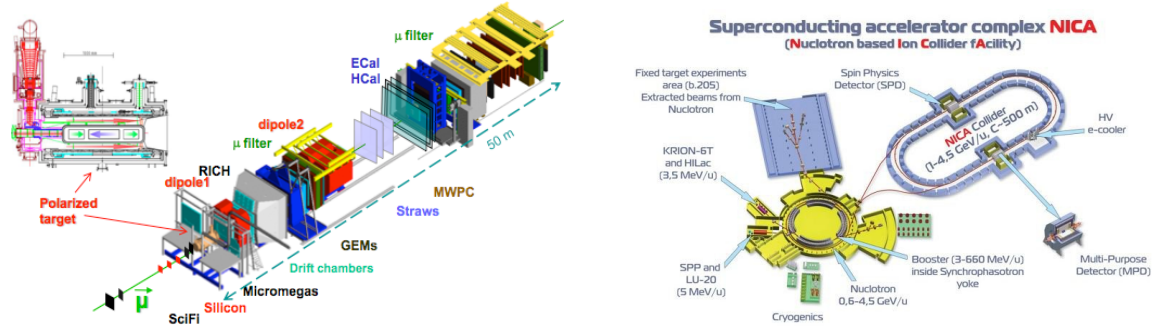 μ filter
ECal
HCal
dipole2
μ filter
50 m
RICH
dipole1
MWPC
Polarized
target
Straws
GEMs
Drift chambers
Micromegas
μ
Silicon
SciFi
Superconducting accelerator complex NICA
(Nuclotron based Ion Collider fAcility)
Fixed target experiments
area (b.205)
Extracted beams from
Nuclotron
Spin Physics
Detector (SPD)
HV
e-cooler
NICA Collider
(1-4,5 GeV/u, C~500 m)
KRION-6T
and HILac
(3,5 MeV/u)
SPP and
LU-20
(5 MeV/u)
Booster (3-660 MeV/u)
inside Synchrophasotron
yoke
Multi-Purpose
Detector (MPD)
Nuclotron
0,6-4,5 GeV/u
Cryogenics